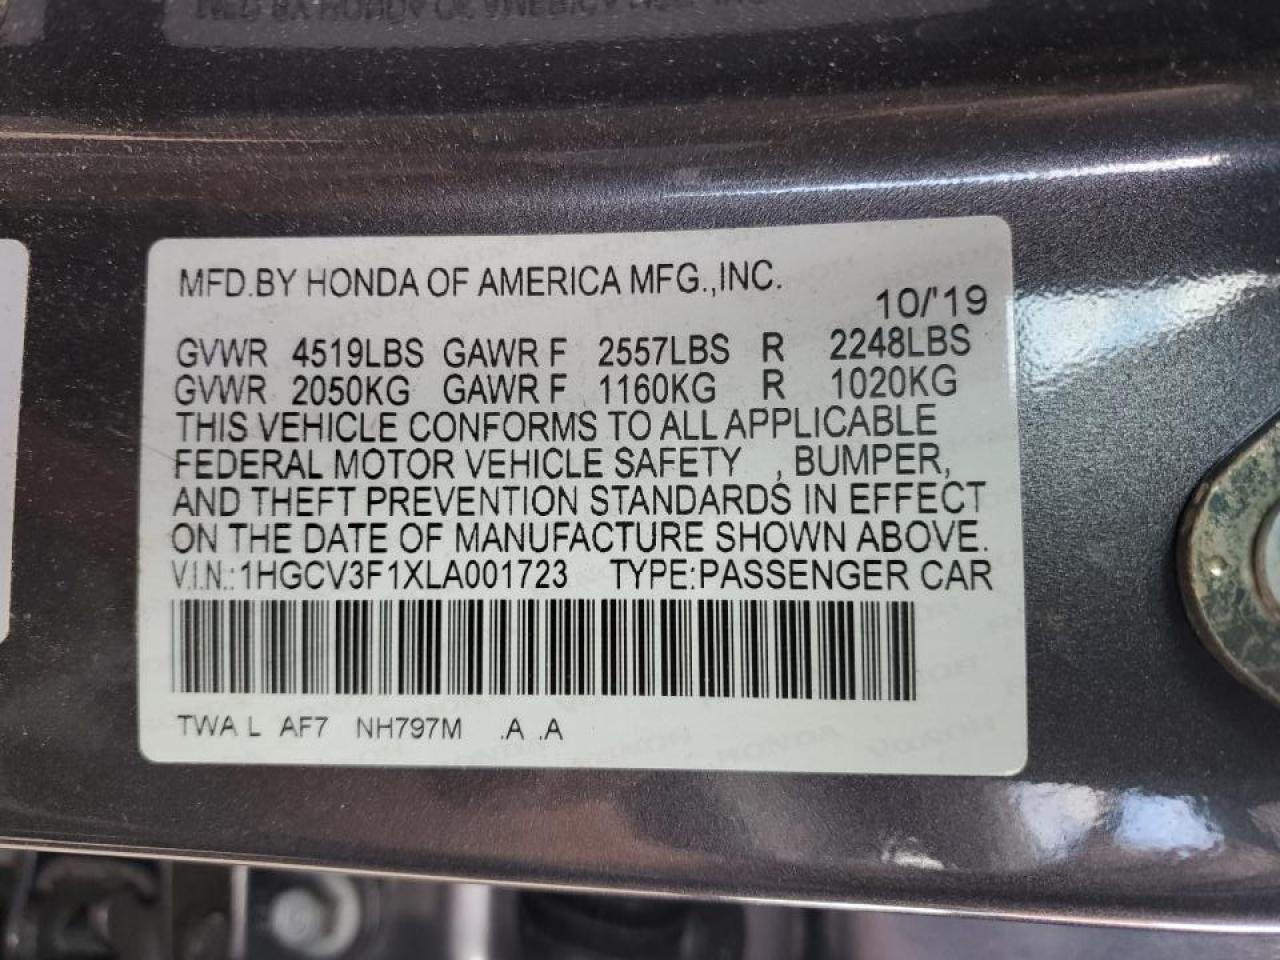 MFD.BY HONDA OF AMERICA MFG.,INC.
10/'19
GVWR 4519LBS GAWR F 2557LBS R 2248LBS
GVWR 2050KG GAWR F 1160KG R 1020KG
THIS VEHICLE CONFORMS TO ALL APPLICABLE
FEDERAL MOTOR VEHICLE SAFETY , BUMPER,
AND THEFT PREVENTION STANDARDS IN EFFECT
ON THE DATE OF MANUFACTURE SHOWN ABOVE.
V.I.N.:1HGCV3F1XLA001723 TYPE:PASSENGER CAR
TWA L AF7 NH797M .A .A